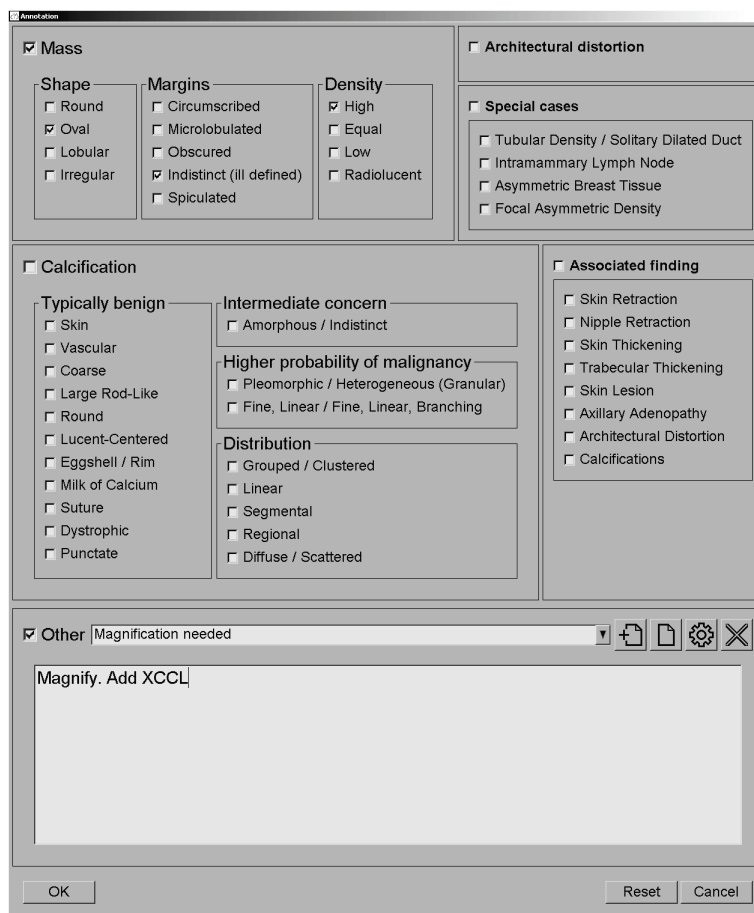 Annotation
Mass
Shape
Round
Oval
Lobular
Irregular
Margins
Circumscribed
Microlobulated
Obscured
Indistinct (ill defined)
Spiculated
Density
High
Equal
Low
Radiolucent
Architectural distortion
Special cases
Tubular Density / Solitary Dilated Duct
Intramammary Lymph Node
Asymmetric Breast Tissue
Focal Asymmetric Density
Calcification
Typically benign
Skin
Vascular
Coarse
Large Rod-Like
Round
Lucent-Centered
Eggshell / Rim
Milk of Calcium
Suture
Dystrophic
Punctate
Intermediate concern
Amorphous / Indistinct
Higher probability of malignancy
Pleomorphic / Heterogeneous (Granular)
Fine, Linear / Fine, Linear, Branching
Distribution
Grouped / Clustered
Linear
Segmental
Regional
Diffuse / Scattered
Associated finding
Skin Retraction
Nipple Retraction
Skin Thickening
Trabecular Thickening
Skin Lesion
Axillary Adenopathy
Architectural Distortion
Calcifications
Other Magnification needed
Magnify. Add XCCL
OK
Reset
Cancel